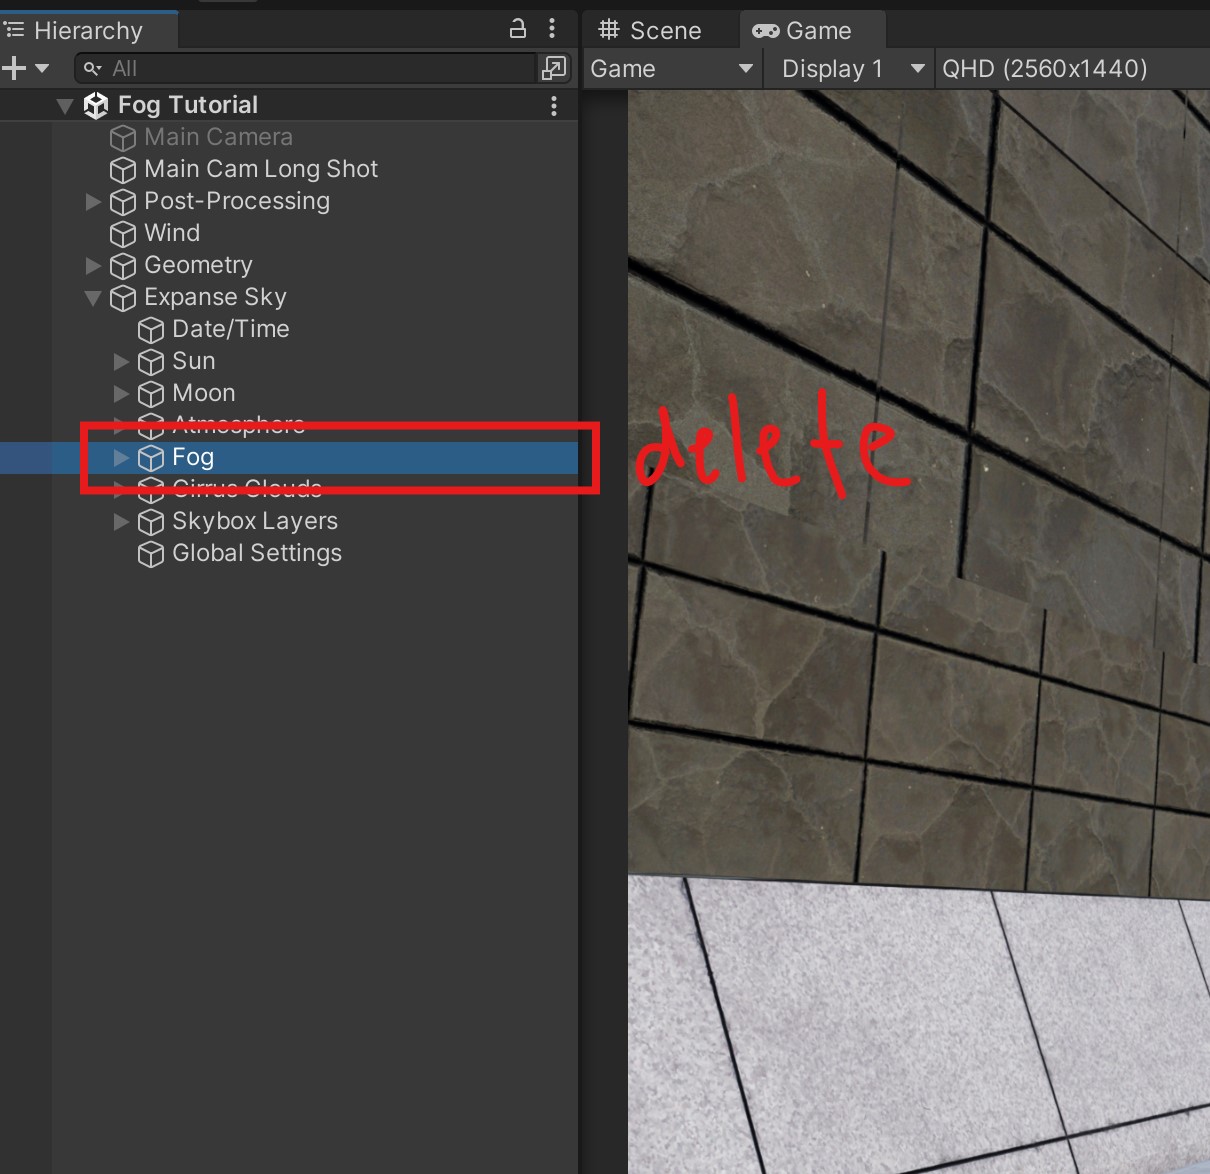 Hierarchy
Scene
Game
All
Game
Display 1
QHD (2560x1440)
Fog Tutorial
Main Camera
Main Cam Long Shot
Post-Processing
Wind
Geometry
Expanse Sky
Date/Time
Sun
Moon
Atmosphere
Fog
delete
Cirrus Clouds
Skybox Layers
Global Settings